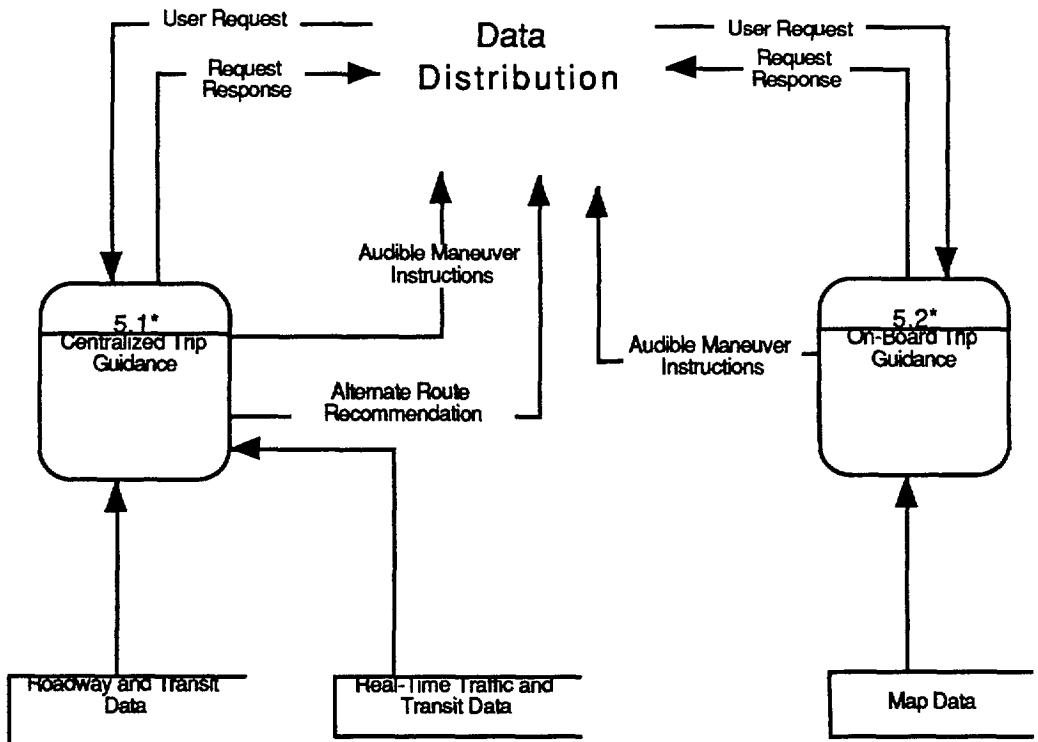 User Request
Data
Distribution
User Request
Request
Response
Request
Response
Audible Maneuver
Instructions
5.1*
Centralized Trip
Guidance
5.2*
On-Board Trip
Guidance
Audible Maneuver
Instructions
Alternate Route
Recommendation
Roadway and Transit
Data
Real-Time Traffic and
Transit Data
Map Data